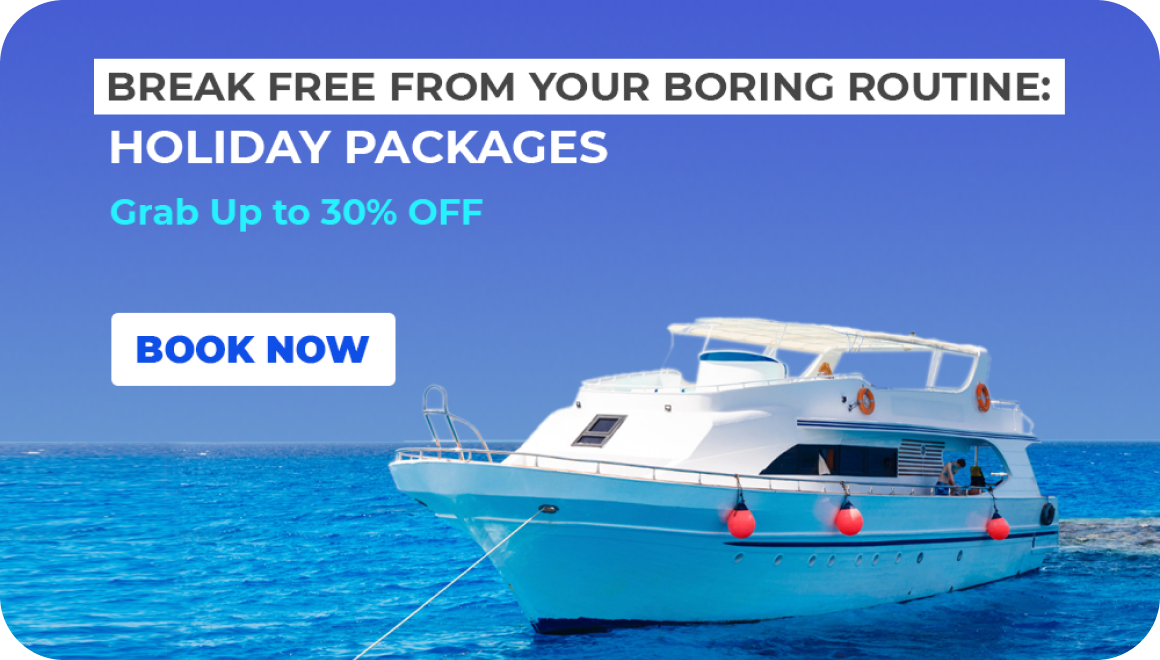 BREAK FREE FROM YOUR BORING ROUTINE:
HOLIDAY PACKAGES
Grab Up to 30% OFF
BOOK NOW